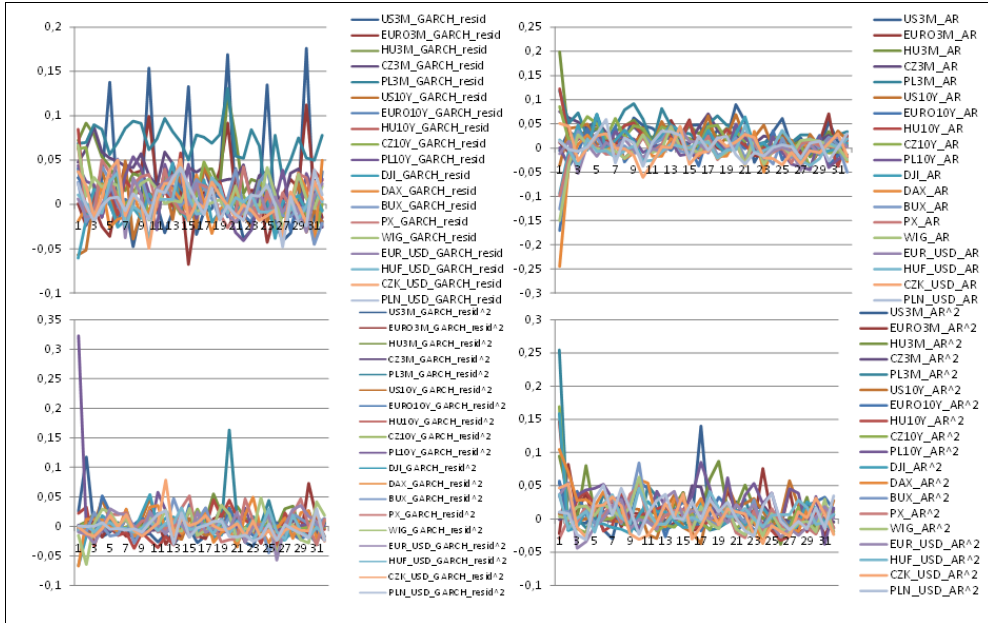 0,2
0,15
0,1
0,05
0
-0,05
-0,1
1 3 5 7 9 11 13 15 17 19 21 23 25 27 29 31
US3M_GARCH_resid
EURO3M_GARCH_resid
HU3M_GARCH_resid
CZ3M_GARCH_resid
PL3M_GARCH_resid
US10Y_GARCH_resid
EURO10Y_GARCH_resid
HU10Y_GARCH_resid
CZ10Y_GARCH_resid
PL10Y_GARCH_resid
DJI_GARCH_resid
DAX_GARCH_resid
BUX_GARCH_resid
PX_GARCH_resid
WIG_GARCH_resid
EUR_USD_GARCH_resid
HUF_USD_GARCH_resid
CZK_USD_GARCH_resid
PLN_USD_GARCH_resid
0,25
0,2
0,15
0,1
0,05
0
-0,05
-0,1
-0,15
-0,2
-0,25
-0,3
1 3 5 7 9 11 13 15 17 19 21 23 25 27 29 31
US3M_AR
EURO3M_AR
HU3M_AR
CZ3M_AR
PL3M_AR
US10Y_AR
EURO10Y_AR
HU10Y_AR
CZ10Y_AR
PL10Y_AR
DJI_AR
DAX_AR
BUX_AR
PX_AR
WIG_AR
EUR_USD_AR
HUF_USD_AR
CZK_USD_AR
PLN_USD_AR
0,35
0,3
0,25
0,2
0,15
0,1
0,05
0
-0,05
-0,1
1 3 5 7 9 11 13 15 17 19 21 23 25 27 29 31
US3M_GARCH_resid^2
EURO3M_GARCH_resid^2
HU3M_GARCH_resid^2
CZ3M_GARCH_resid^2
PL3M_GARCH_resid^2
US10Y_GARCH_resid^2
EURO10Y_GARCH_resid^2
HU10Y_GARCH_resid^2
CZ10Y_GARCH_resid^2
PL10Y_GARCH_resid^2
DJI_GARCH_resid^2
DAX_GARCH_resid^2
BUX_GARCH_resid^2
PX_GARCH_resid^2
WIG_GARCH_resid^2
EUR_USD_GARCH_resid^2
HUF_USD_GARCH_resid^2
CZK_USD_GARCH_resid^2
PLN_USD_GARCH_resid^2
0,3
0,25
0,2
0,15
0,1
0,05
0
-0,05
-0,1
1 3 5 7 9 11 13 15 17 19 21 23 25 27 29 31
US3M_AR^2
EURO3M_AR^2
HU3M_AR^2
CZ3M_AR^2
PL3M_AR^2
US10Y_AR^2
EURO10Y_AR^2
HU10Y_AR^2
CZ10Y_AR^2
PL10Y_AR^2
DJI_AR^2
DAX_AR^2
BUX_AR^2
PX_AR^2
WIG_AR^2
EUR_USD_AR^2
HUF_USD_AR^2
CZK_USD_AR^2
PLN_USD_AR^2